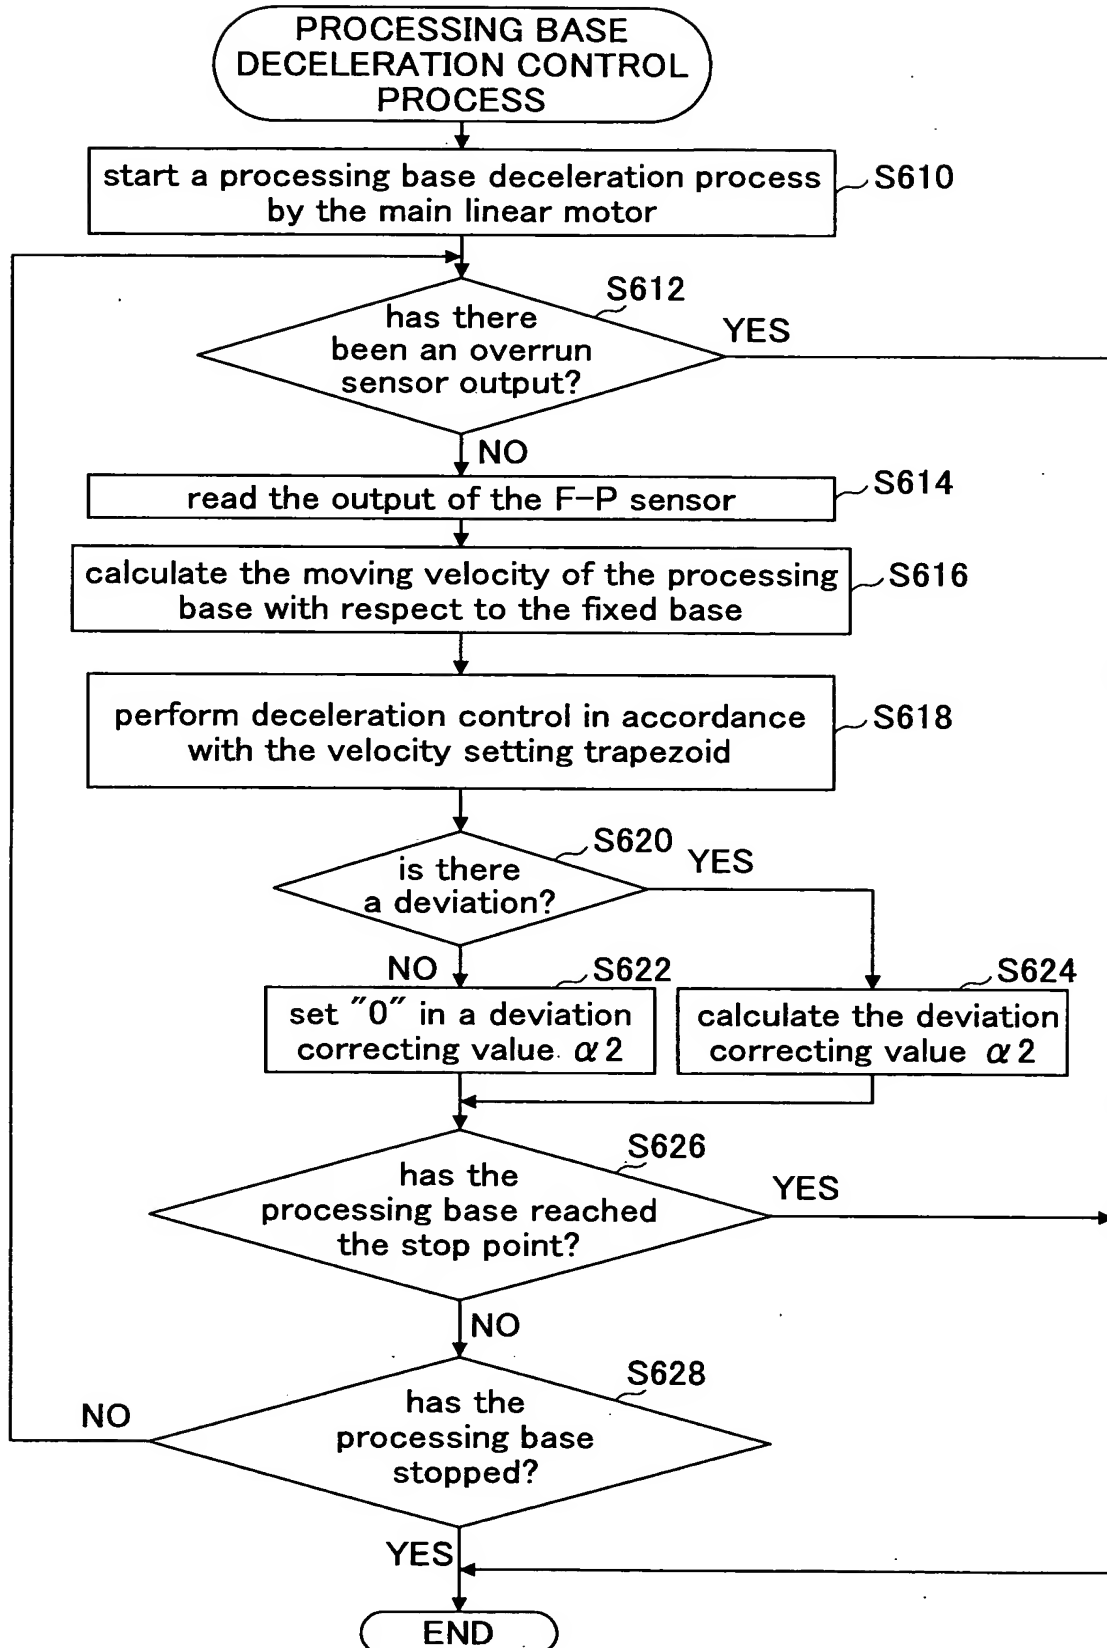 PROCESSING BASE
DECELERATION CONTROL
PROCESS
start a processing base deceleration process
by the main linear motor
S610
S612
has there
been an overrun
sensor output?
YES
NO
read the output of the F-P sensor
S614
calculate the moving velocity of the processing
base with respect to the fixed base
S616
perform deceleration control in accordance
with the velocity setting trapezoid
S618
S620
is there
a deviation?
YES
NO
S622
set "0" in a deviation
correcting value α2
S624
calculate the deviation
correcting value α2
S626
has the
processing base reached
the stop point?
YES
NO
S628
has the
processing base
stopped?
NO
YES
END